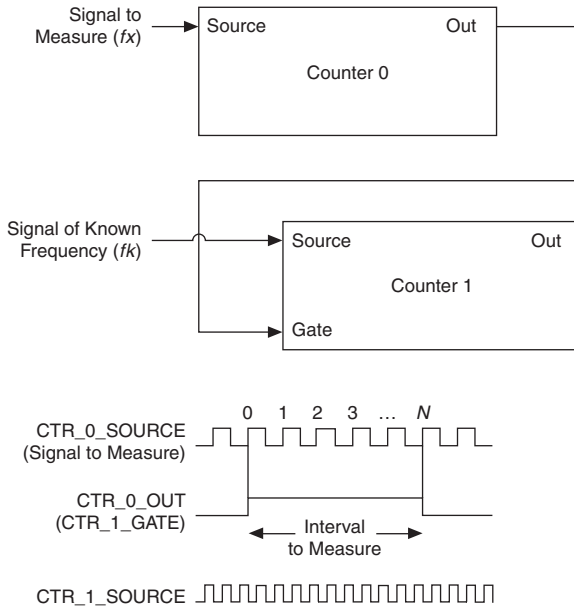 Signal to
Measure (fx)
Source
Out
Counter 0
Signal of Known
Frequency (fk)
Source
Out
Counter 1
Gate
0 1 2 3 … N
CTR_0_SOURCE
(Signal to Measure)
CTR_0_OUT
(CTR_1_GATE)
Interval
to Measure
CTR_1_SOURCE